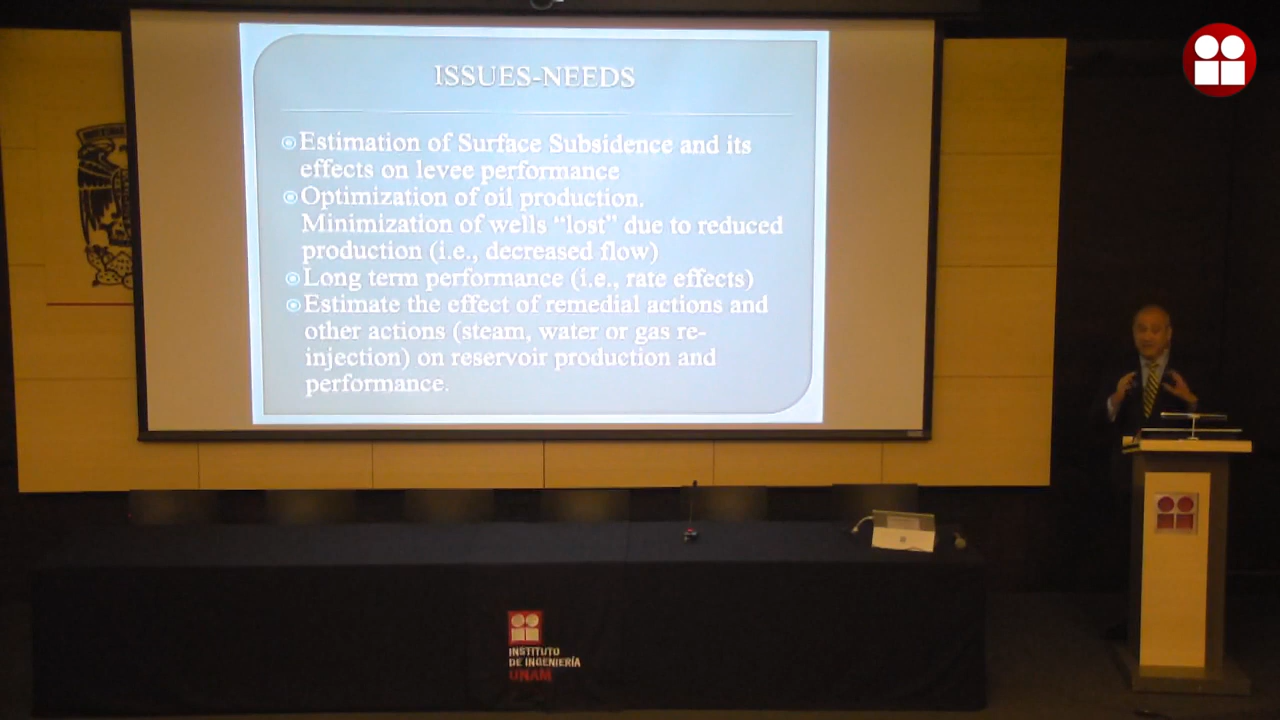 ISSUES-NEEDS
Estimation of Surface Subsidence and its
effects on levee performance
Optimization of oil production.
Minimization of wells “lost” due to reduced
production (i.e., decreased flow)
Long term performance (i.e., rate effects)
Estimate the effect of remedial actions and
other actions (steam, water or gas re-
injection) on reservoir production and
performance.
INSTITUTO
DE INGENIERÍA
UNAM